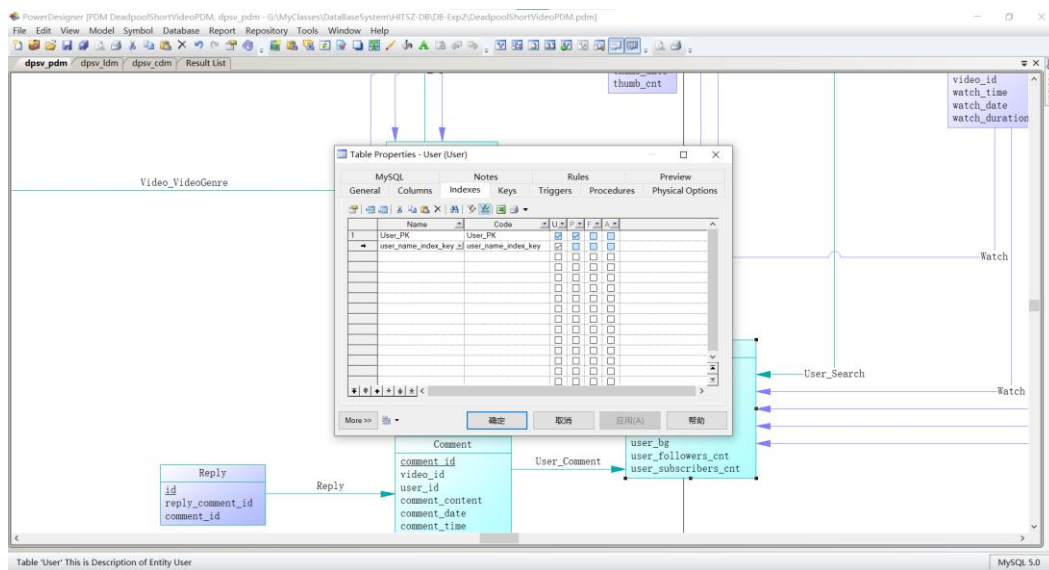 PowerDesigner [PDM DeadpoolShortVideoPDM, dpsv_pdm - G:\MyClasses\DataBaseSystem\HITSZ-DB\DB-Exp2\DeadpoolShortVideoPDM.pdm]
File Edit View Model Symbol Database Report Repository Tools Window Help
dpsv_pdm dpsv_ldm dpsv_cdm Result List
thumb_cnt
video_id
watch_time
watch_date
watch_duration
Video_VideoGenre
Table Properties - User (User)
MySQL Notes Rules Preview
General Columns Indexes Keys Triggers Procedures Physical Options
Name Code U P F A
1 User_PK User_PK
user_name_index_key user_name_index_key
Watch
User_Search
Watch
More >> 确定 取消 应用(A) 帮助
user_bg
user_followers_cnt
user_subscribers_cnt
Comment
comment_id
video_id
user_id
comment_content
comment_date
comment_time
User_Comment
Reply
id
reply_comment_id
comment_id
Reply
Table 'User' This is Description of Entity User
MySQL 5.0